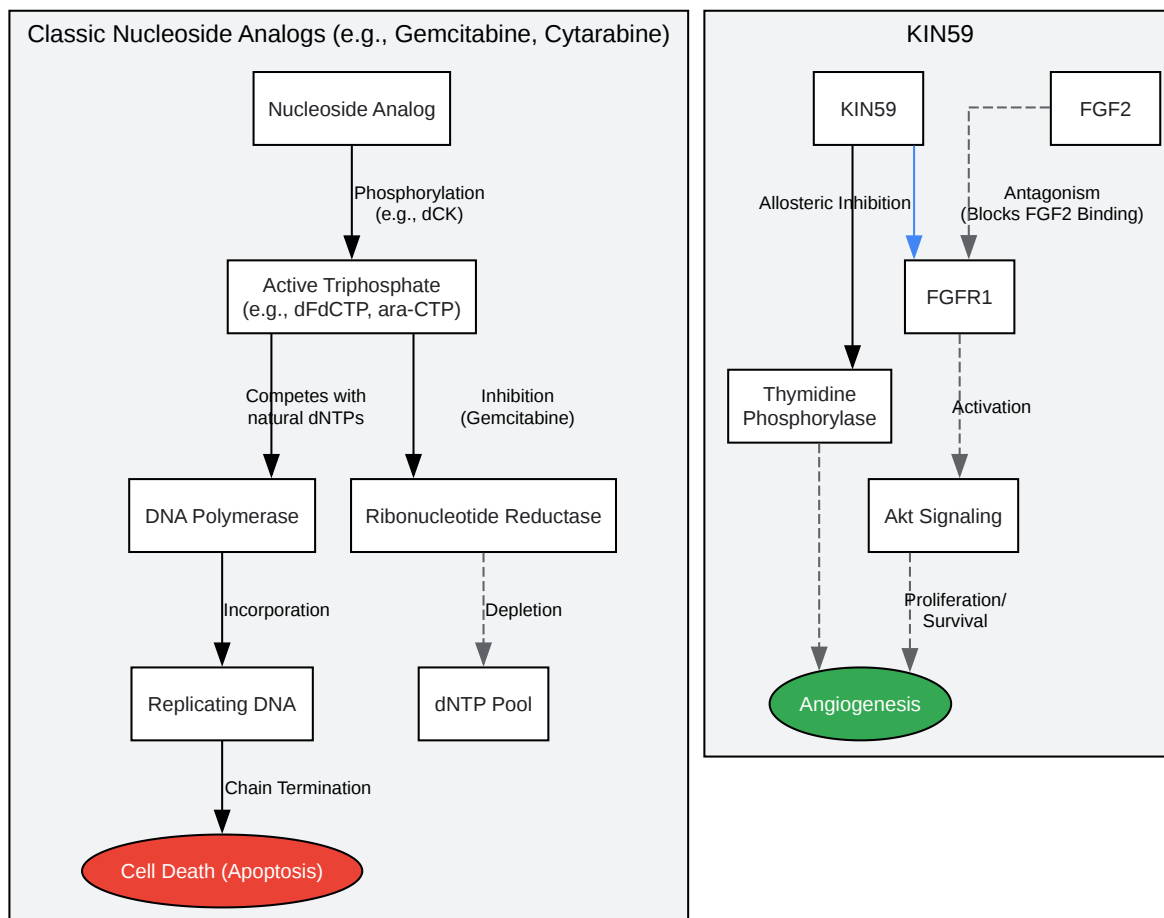 Classic Nucleoside Analogs (e.g., Gemcitabine, Cytarabine)
Nucleoside Analog
Phosphorylation
(e.g., dCK)
Active Triphosphate
(e.g., dFdCTP, ara-CTP)
Competes with
natural dNTPs
Inhibition
(Gemcitabine)
DNA Polymerase
Ribonucleotide Reductase
Incorporation
Depletion
Replicating DNA
dNTP Pool
Chain Termination
Cell Death (Apoptosis)
KIN59
KIN59
FGF2
Allosteric Inhibition
Antagonism
(Blocks FGF2 Binding)
FGFR1
Thymidine
Phosphorylase
Activation
Akt Signaling
Proliferation/
Survival
Angiogenesis